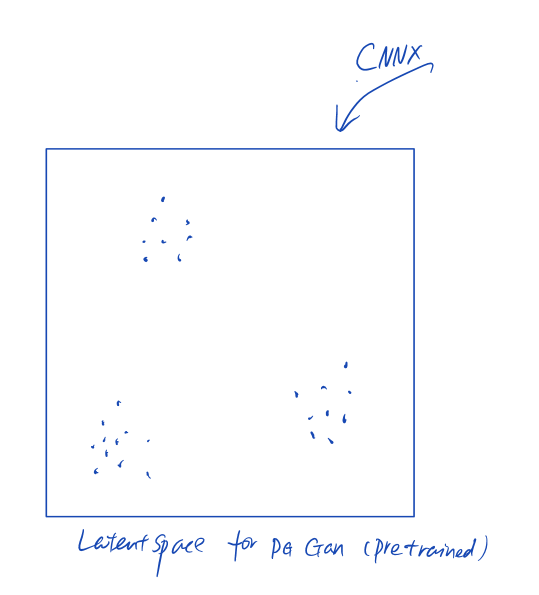 CNNX
Latent space for PG Gan (pretrained)